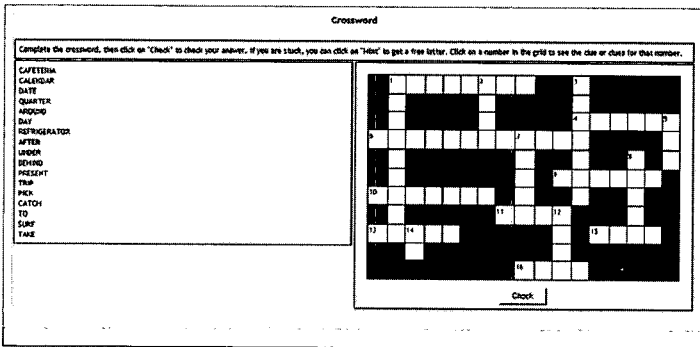 Crossword
Complete the crossword, then click on "Check" to check your answer. If you are stuck, you can click on "Hint" to get a free letter. Click on a number in the grid to see the clue or clues for that number.
CAFETERIA
CALENDAR
DATE
QUARTER
AROUND
DAY
REFRIGERATOR
AFTER
UNDER
BEHIND
PRESENT
TRIP
PICK
CATCH
TO
SURF
TAKE
1 2 3
4 5
6 7
8
9
10
11 12
13 14 15
16
Check